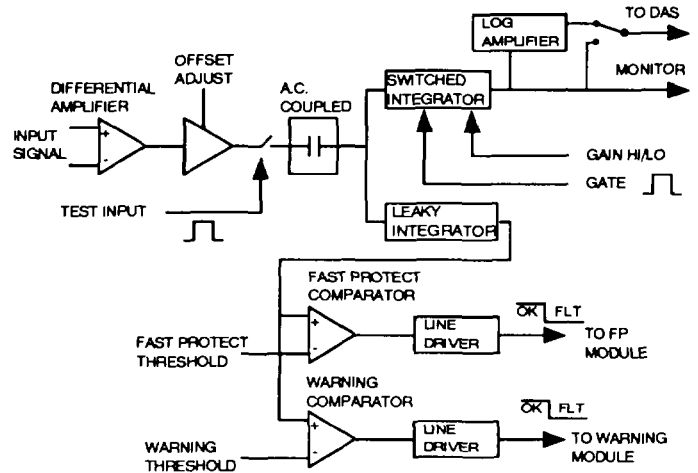 LOG
AMPLIFIER
TO DAS
OFFSET
ADJUST
DIFFERENTIAL
AMPLIFIER
A.C.
COUPLED
SWITCHED
INTEGRATOR
MONITOR
INPUT
SIGNAL
+
-
GAIN HI/LO
GATE
TEST INPUT
LEAKY
INTEGRATOR
FAST PROTECT
COMPARATOR
+
-
LINE
DRIVER
OK FLT
TO FP
MODULE
FAST PROTECT
THRESHOLD
WARNING
COMPARATOR
+
-
LINE
DRIVER
OK FLT
TO WARNING
MODULE
WARNING
THRESHOLD